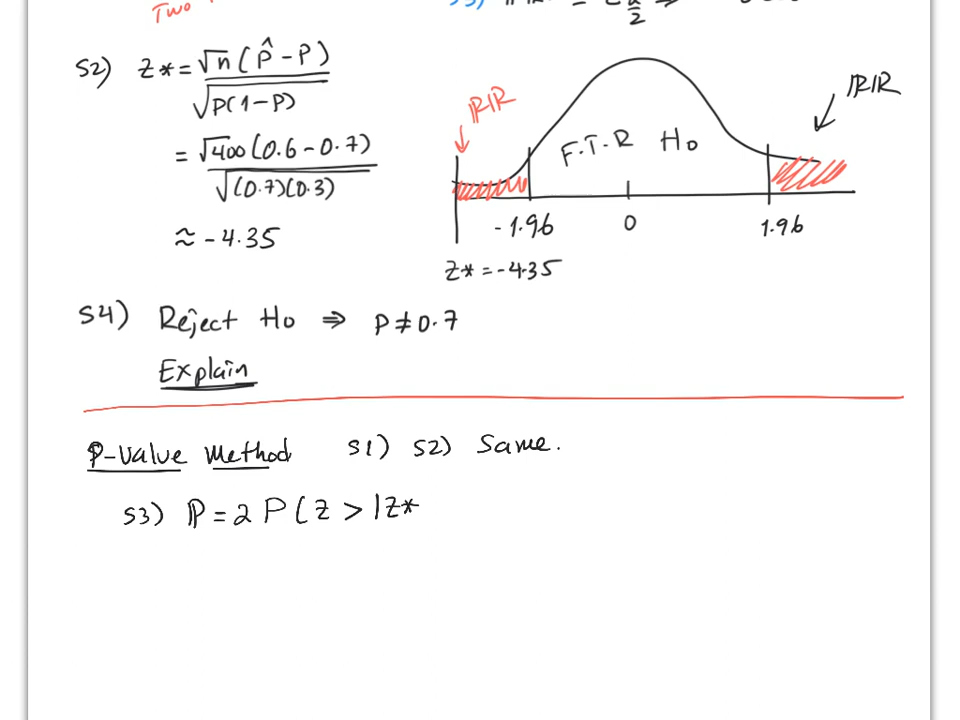 Two
S2) Z* = √n (p̂ - P)
√P(1-P)
= √400 (0.6 - 0.7)
√(0.7)(0.3)
≈ -4.35
RR
F.T.R Ho
RR
-1.96 0 1.96
Z* = -4.35
S4) Reject Ho ⇒ P ≠ 0.7
Explain
P-value Method S1) S2) Same.
S3) P = 2 P(Z > |Z*